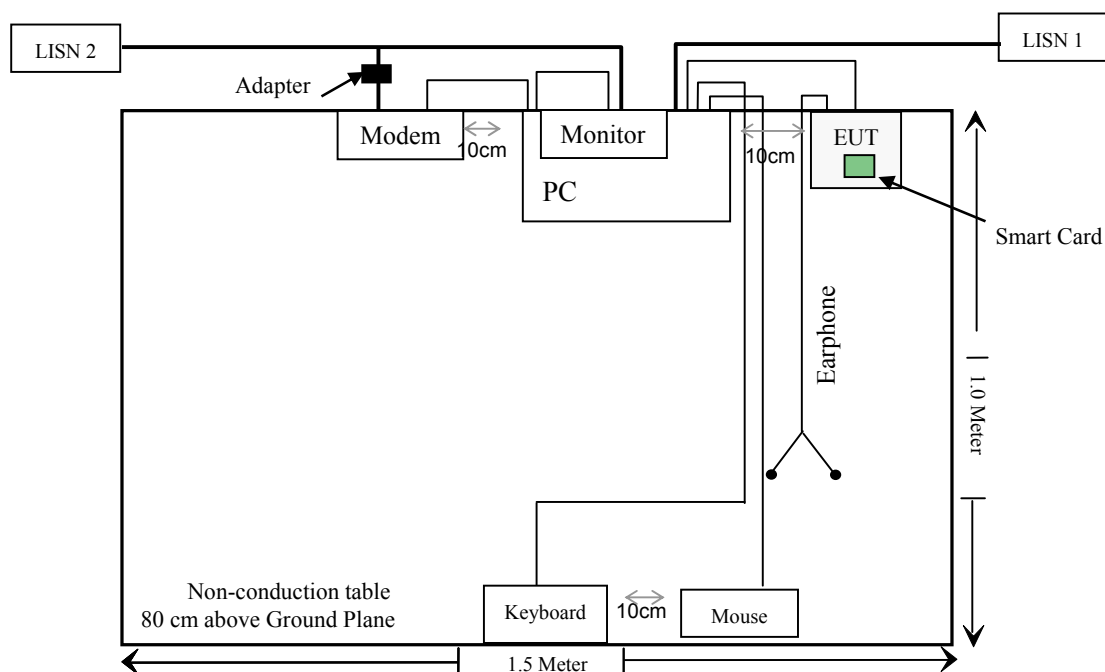 LISN 2
LISN 1
Adapter
Modem
Monitor
EUT
10cm
10cm
PC
Smart Card
Earphone
1.0 Meter
Non-conduction table
80 cm above Ground Plane
Keyboard
10cm
Mouse
1.5 Meter